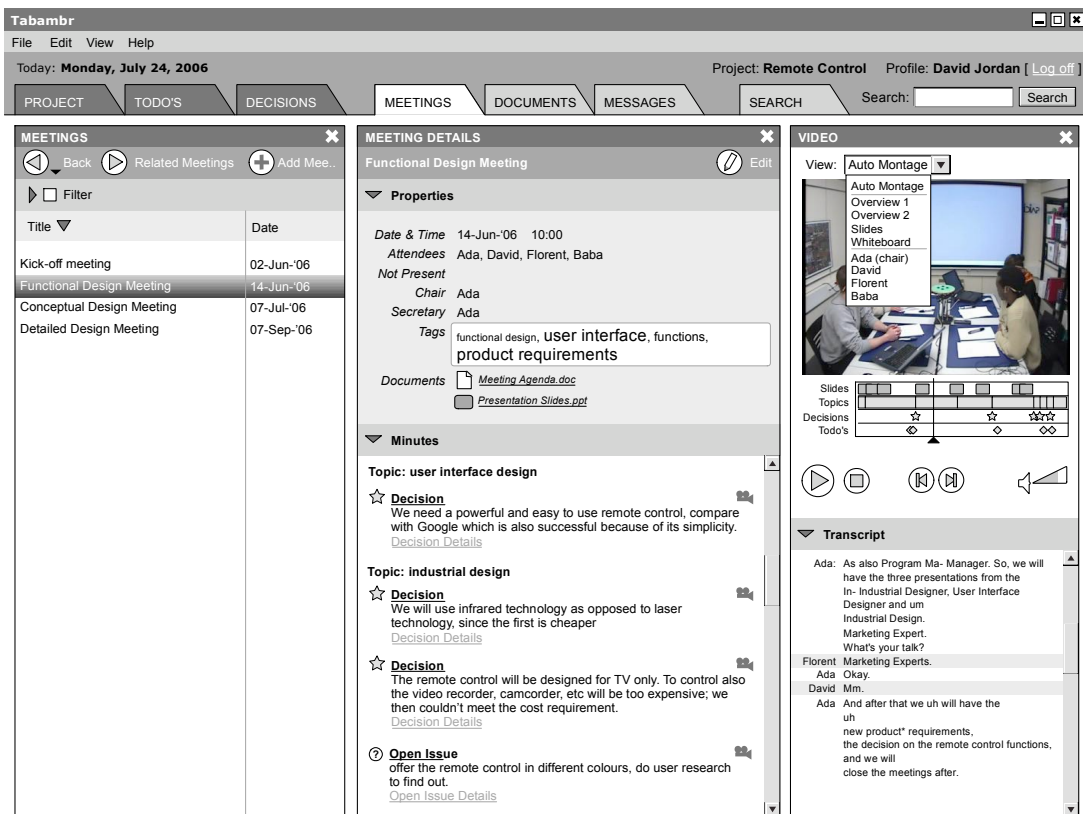 Tabambr
File Edit View Help
Today: Monday, July 24, 2006
Project: Remote Control Profile: David Jordan [ Log off ]
PROJECT TODO'S DECISIONS MEETINGS DOCUMENTS MESSAGES SEARCH Search: Search
MEETINGS
Back Related Meetings Add Mee..
Filter
Title Date
Kick-off meeting 02-Jun-'06
Functional Design Meeting 14-Jun-'06
Conceptual Design Meeting 07-Jul-'06
Detailed Design Meeting 07-Sep-'06
MEETING DETAILS
Functional Design Meeting Edit
Properties
Date & Time 14-Jun-'06 10:00
Attendees Ada, David, Florent, Baba
Not Present
Chair Ada
Secretary Ada
Tags functional design, user interface, functions,
product requirements
Documents Meeting Agenda.doc
Presentation Slides.ppt
Minutes
Topic: user interface design
Decision
We need a powerful and easy to use remote control, compare
with Google which is also successful because of its simplicity.
Decision Details
Topic: industrial design
Decision
We will use infrared technology as opposed to laser
technology, since the first is cheaper
Decision Details
Decision
The remote control will be designed for TV only. To control also
the video recorder, camcorder, etc will be too expensive; we
then couldn't meet the cost requirement.
Decision Details
Open Issue
offer the remote control in different colours, do user research
to find out.
Open Issue Details
VIDEO
View: Auto Montage
Auto Montage
Overview 1
Overview 2
Slides
Whiteboard
Ada (chair)
David
Florent
Baba
Slides
Topics
Decisions
Todo's
Transcript
Ada: As also Program Ma- Manager. So, we will
have the three presentations from the
In- Industrial Designer, User Interface
Designer and um
Industrial Design.
Marketing Expert.
What's your talk?
Florent Marketing Experts.
Ada Okay.
David Mm.
Ada And after that we uh will have the
uh
new product* requirements,
the decision on the remote control functions,
and we will
close the meetings after.